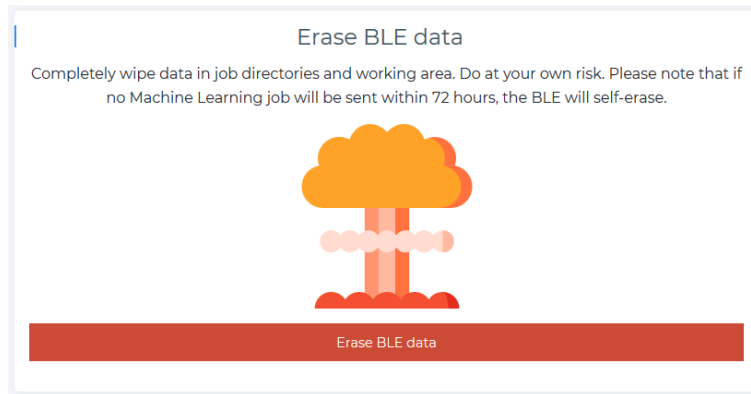 Erase BLE data
Completely wipe data in job directories and working area. Do at your own risk. Please note that if
no Machine Learning job will be sent within 72 hours, the BLE will self-erase.
Erase BLE data